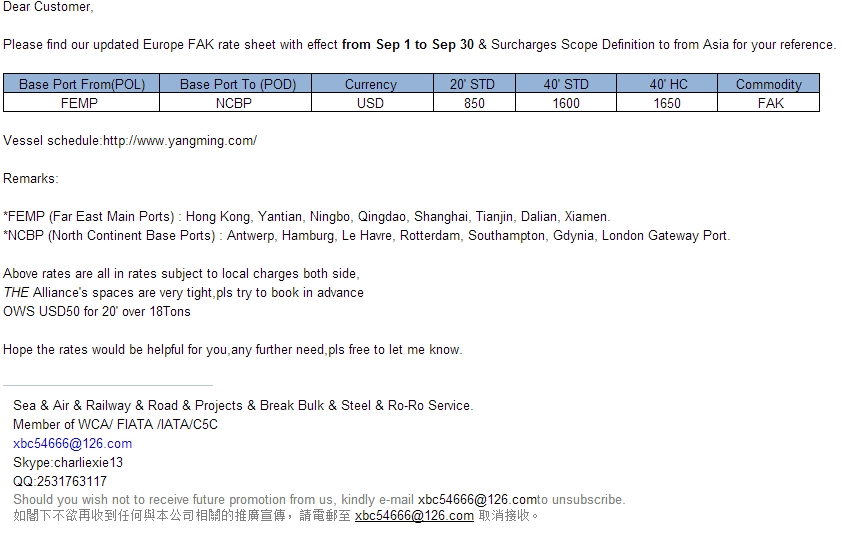 Dear Customer,
Please find our updated Europe FAK rate sheet with effect from Sep 1 to Sep 30 & Surcharges Scope Definition to from Asia for your reference.
Base Port From(POL) Base Port To (POD) Currency 20' STD 40' STD 40' HC Commodity
FEMP NCBP USD 850 1600 1650 FAK
Vessel schedule:http://www.yangming.com/
Remarks:
*FEMP (Far East Main Ports) : Hong Kong, Yantian, Ningbo, Qingdao, Shanghai, Tianjin, Dalian, Xiamen.
*NCBP (North Continent Base Ports) : Antwerp, Hamburg, Le Havre, Rotterdam, Southampton, Gdynia, London Gateway Port.
Above rates are all in rates subject to local charges both side,
THE Alliance's spaces are very tight,pls try to book in advance
OWS USD50 for 20' over 18Tons
Hope the rates would be helpful for you,any further need,pls free to let me know.
Sea & Air & Railway & Road & Projects & Break Bulk & Steel & Ro-Ro Service.
Member of WCA/ FIATA /IATA/C5C
xbc54666@126.com
Skype:charliexie13
QQ:2531763117
Should you wish not to receive future promotion from us, kindly e-mail xbc54666@126.comto unsubscribe.
如閣下不欲再收到任何與本公司相關的推廣宣傳，請電郵至 xbc54666@126.com 取消接收。